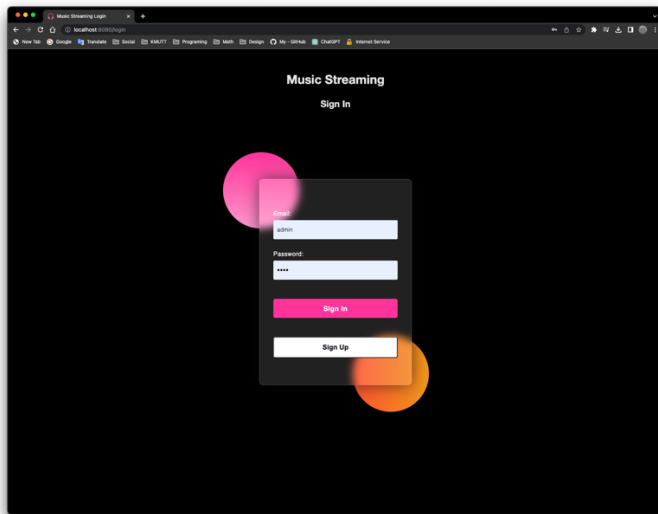 Music Streaming Login
localhost:8080/login
New Tab Google Translate Social KMUTT Programing Math Design My - GitHub ChatGPT Internet Service
Music Streaming
Sign In
Email:
admin
Password:
••••
Sign In
Sign Up